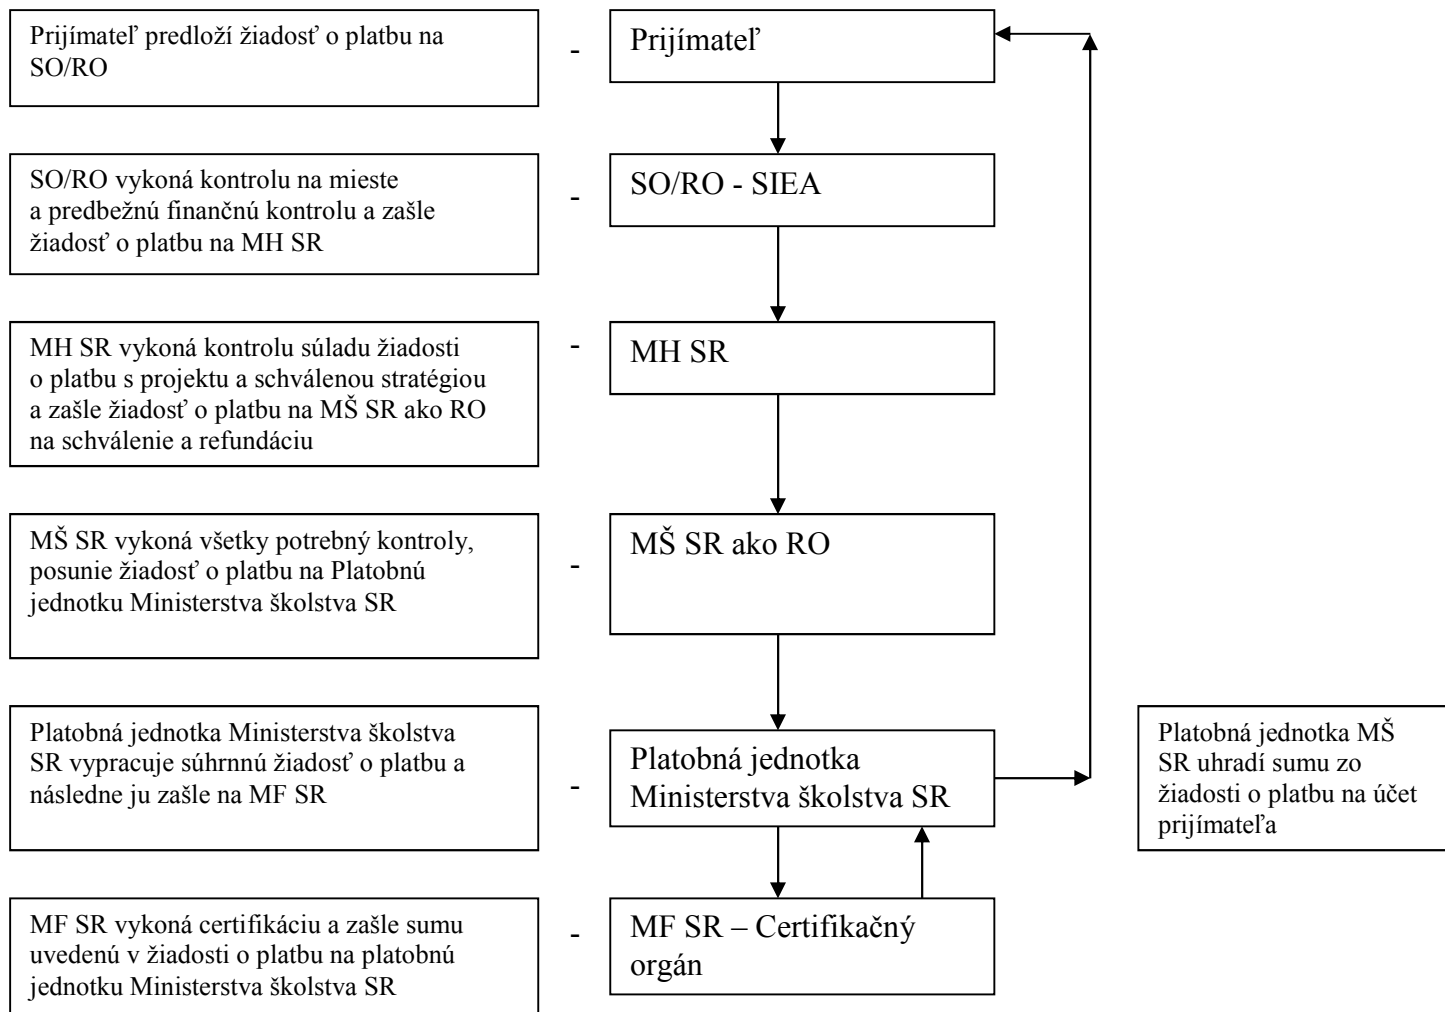 Prijímateľ predloží žiadosť o platbu na
SO/RO
-
Prijímateľ
SO/RO vykoná kontrolu na mieste
a predbežnú finančnú kontrolu a zašle
žiadosť o platbu na MH SR
-
SO/RO - SIEA
MH SR vykoná kontrolu súladu žiadosti
o platbu s projektu a schválenou stratégiou
a zašle žiadosť o platbu na MŠ SR ako RO
na schválenie a refundáciu
-
MH SR
MŠ SR vykoná všetky potrebný kontroly,
posunie žiadosť o platbu na Platobnú
jednotku Ministerstva školstva SR
-
MŠ SR ako RO
Platobná jednotka Ministerstva školstva
SR vypracuje súhrnnú žiadosť o platbu a
následne ju zašle na MF SR
-
Platobná jednotka
Ministerstva školstva SR
Platobná jednotka MŠ
SR uhradí sumu zo
žiadosti o platbu na účet
prijímateľa
MF SR vykoná certifikáciu a zašle sumu
uvedenú v žiadosti o platbu na platobnú
jednotku Ministerstva školstva SR
-
MF SR – Certifikačný
orgán